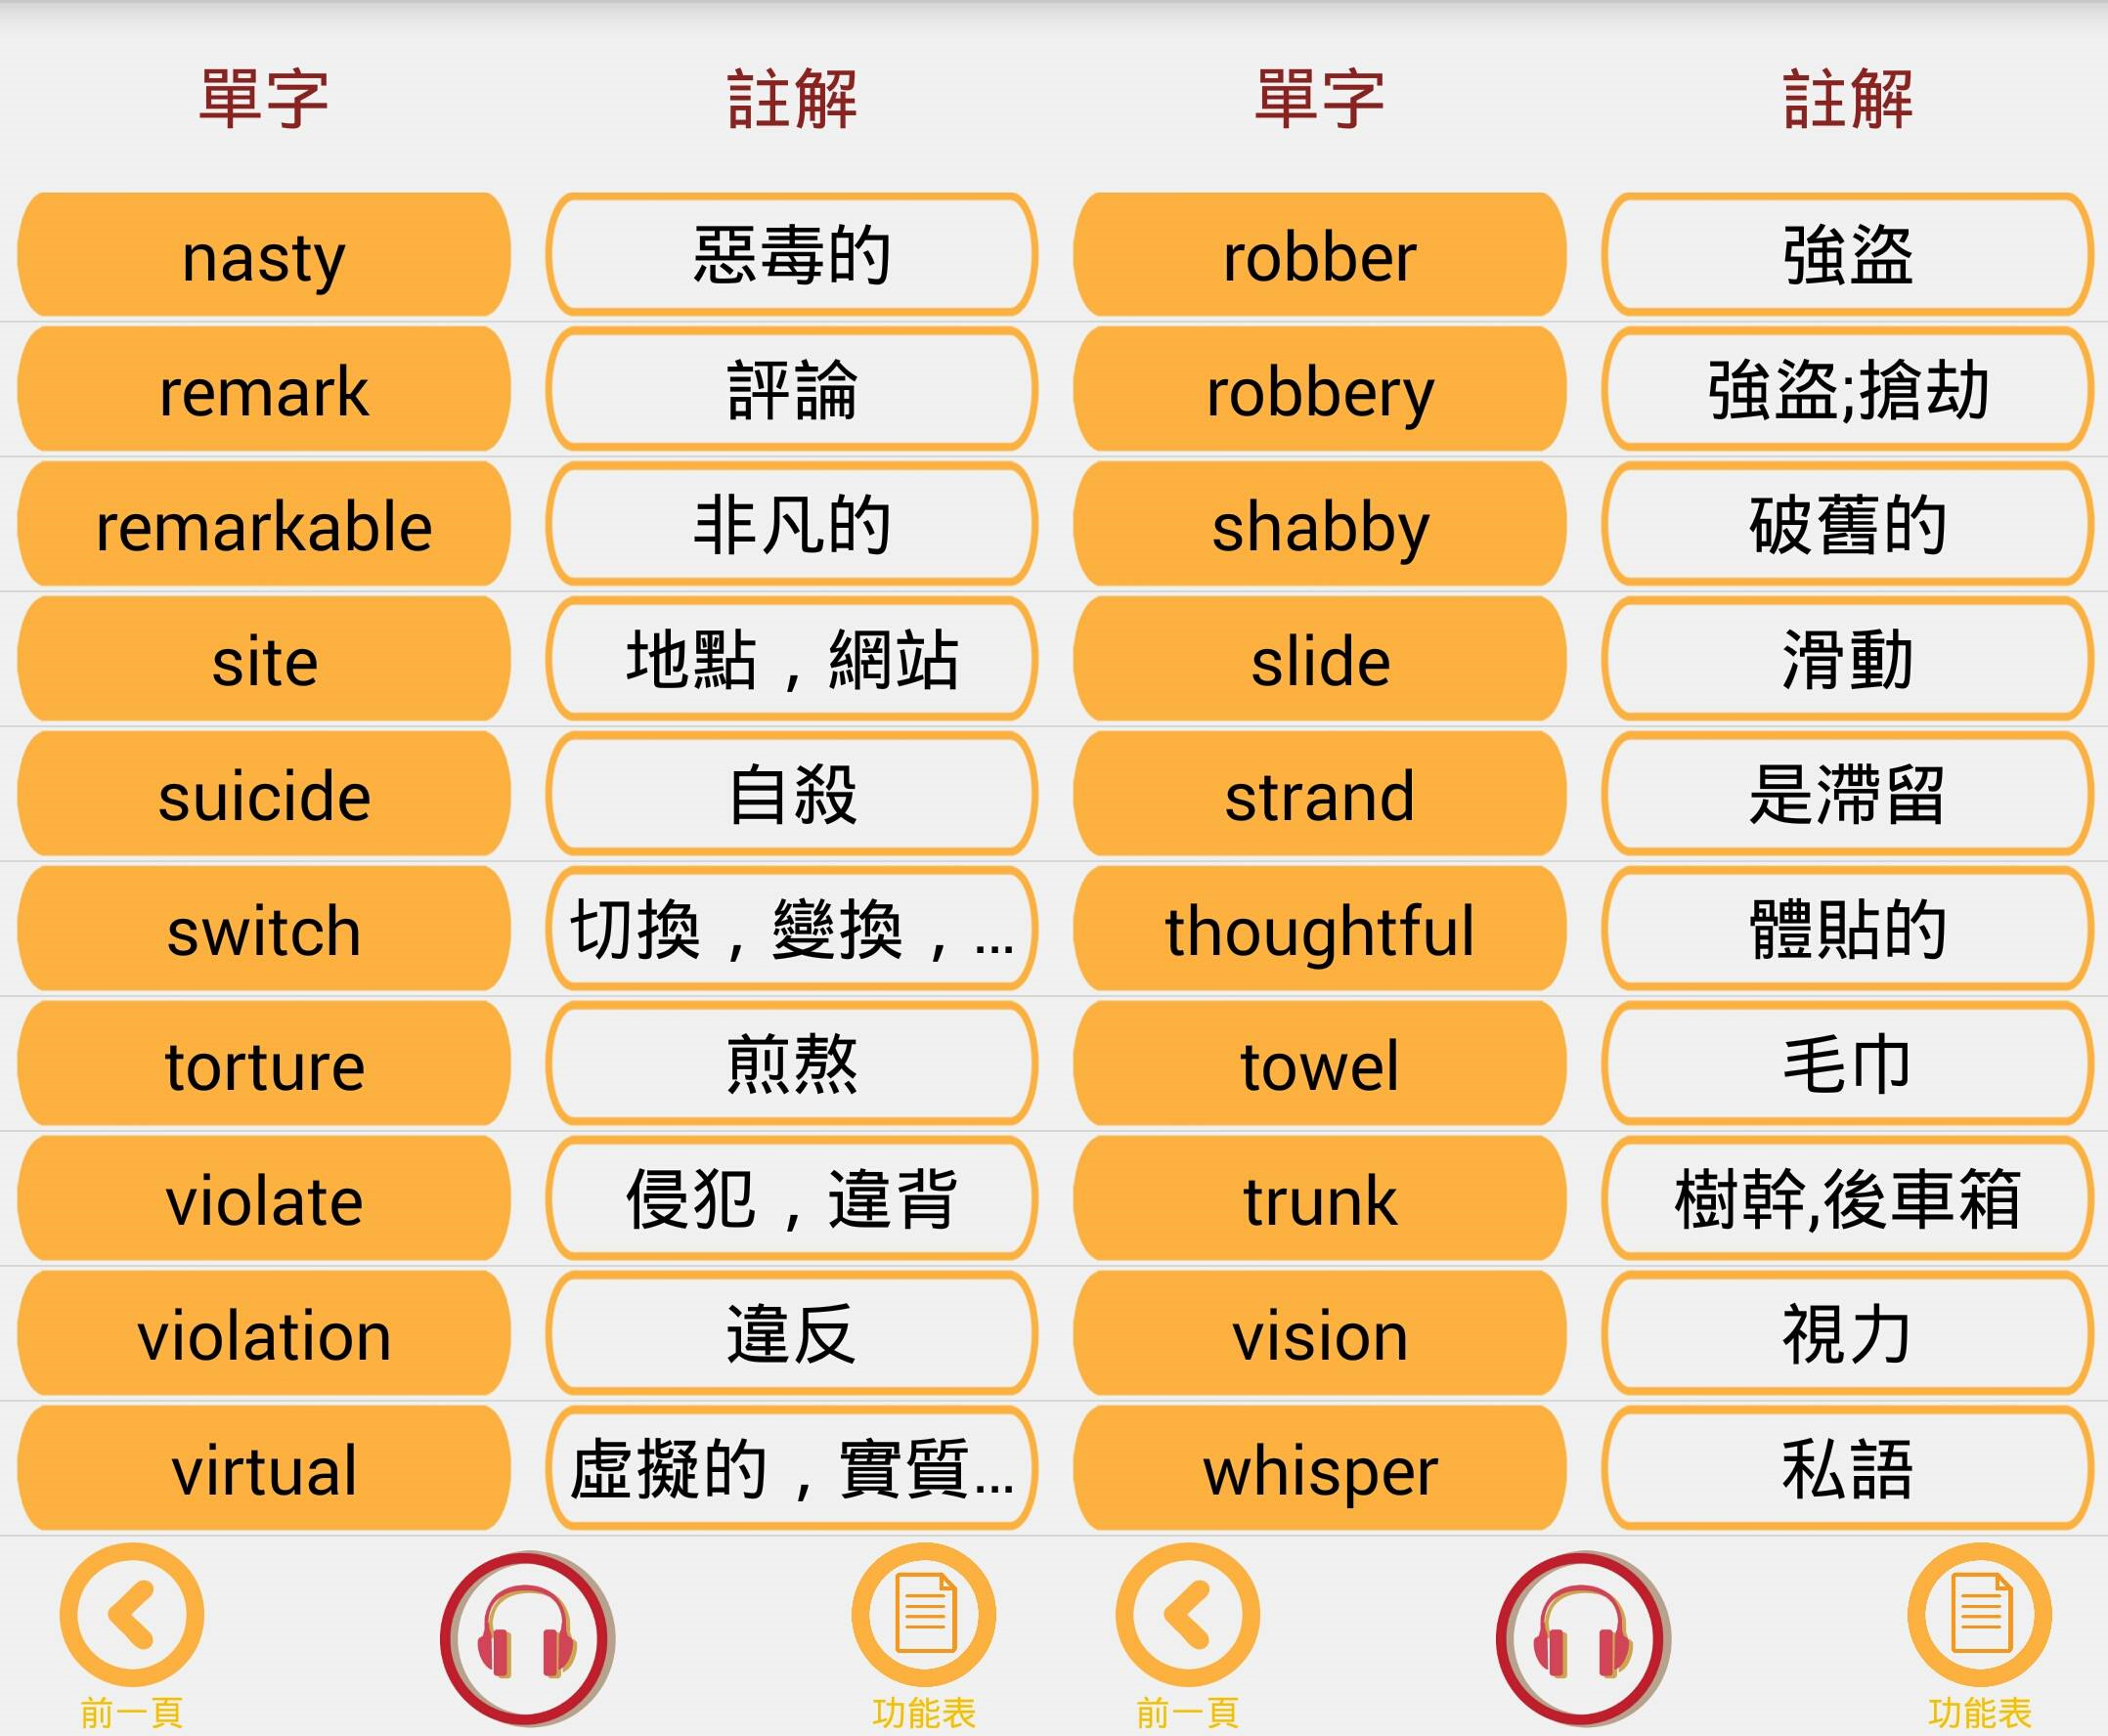 單字 註解 單字 註解
nasty 惡毒的 robber 強盜
remark 評論 robbery 強盜;搶劫
remarkable 非凡的 shabby 破舊的
site 地點，網站 slide 滑動
suicide 自殺 strand 是滯留
switch 切換，變換，... thoughtful 體貼的
torture 煎熬 towel 毛巾
violate 侵犯，違背 trunk 樹幹,後車箱
violation 違反 vision 視力
virtual 虛擬的，實質... whisper 私語
前一頁 功能表 前一頁 功能表